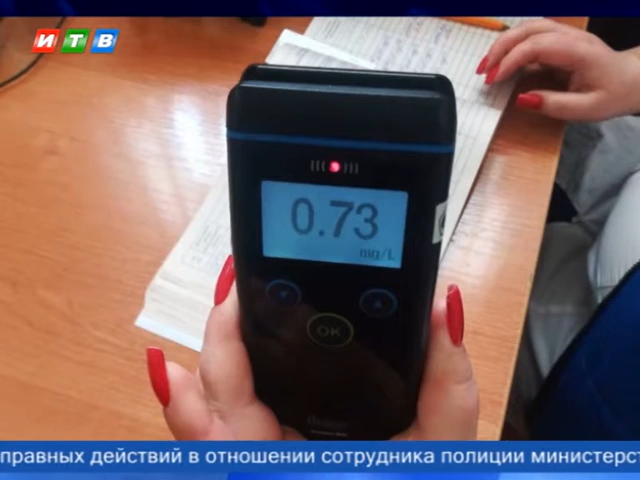 ИТВ
0.73
mg/L
OK
правных действий в отношении сотрудника полиции министерст